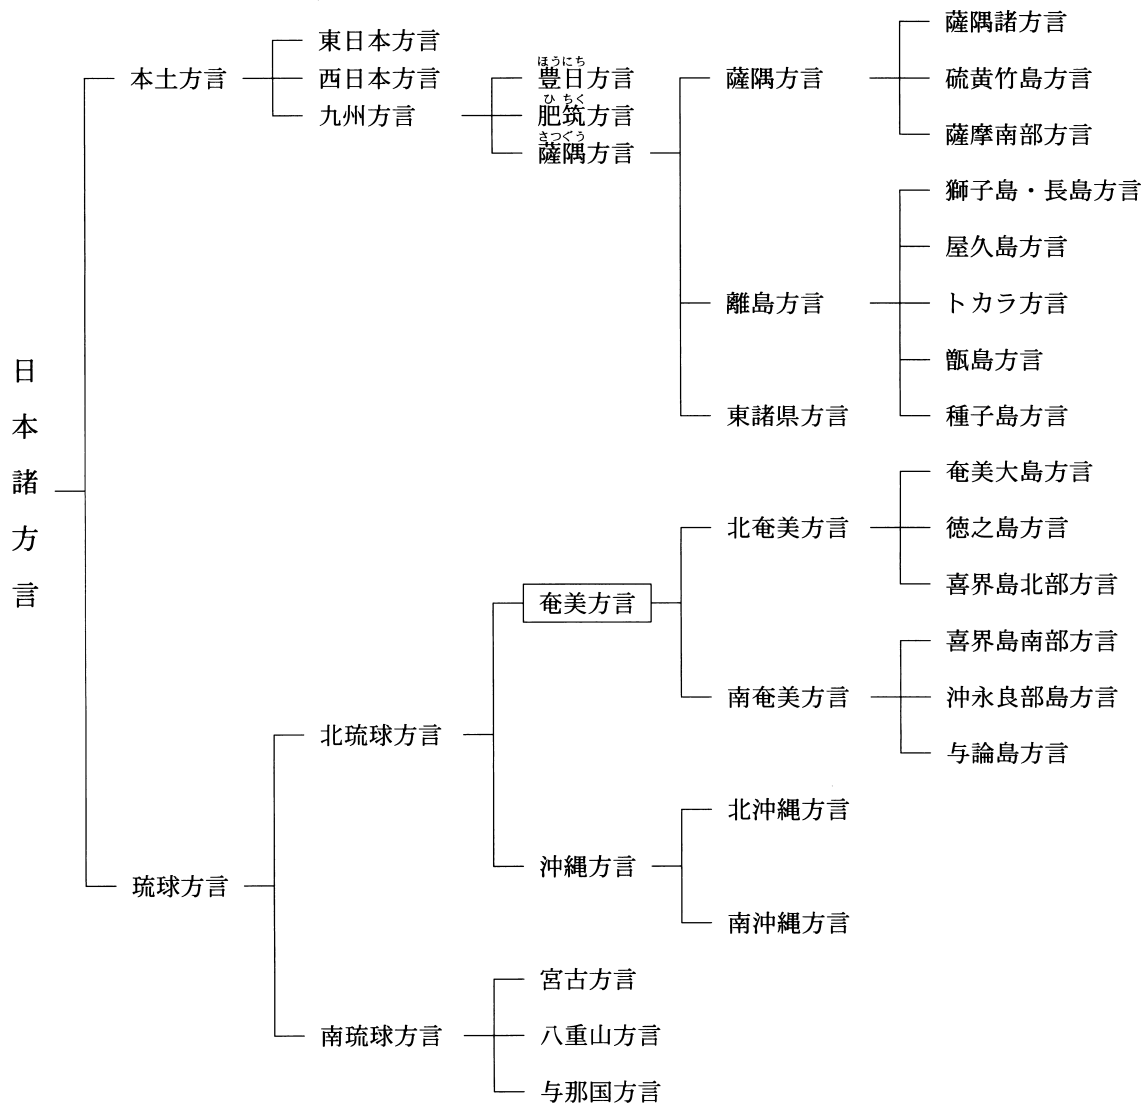 日本諸方言
本土方言
東日本方言
西日本方言
九州方言
ほうにち
豊日方言
ひちく
肥筑方言
さつぐう
薩隅方言
薩隅方言
薩隅諸方言
硫黄竹島方言
薩摩南部方言
離島方言
獅子島・長島方言
屋久島方言
トカラ方言
甑島方言
種子島方言
東諸県方言
琉球方言
北琉球方言
奄美方言
北奄美方言
奄美大島方言
徳之島方言
喜界島北部方言
南奄美方言
喜界島南部方言
沖永良部島方言
与論島方言
沖縄方言
北沖縄方言
南沖縄方言
南琉球方言
宮古方言
八重山方言
与那国方言